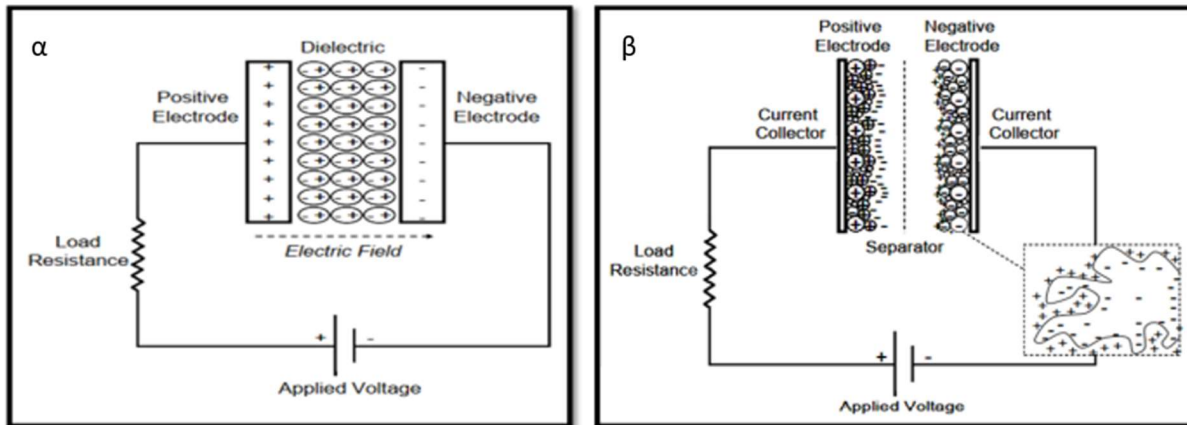 α
Dielectric
Positive
Electrode
Negative
Electrode
Load
Resistance
Electric Field
+
-
Applied Voltage
β
Positive
Electrode
Negative
Electrode
Current
Collector
Current
Collector
Separator
Load
Resistance
+
-
Applied Voltage